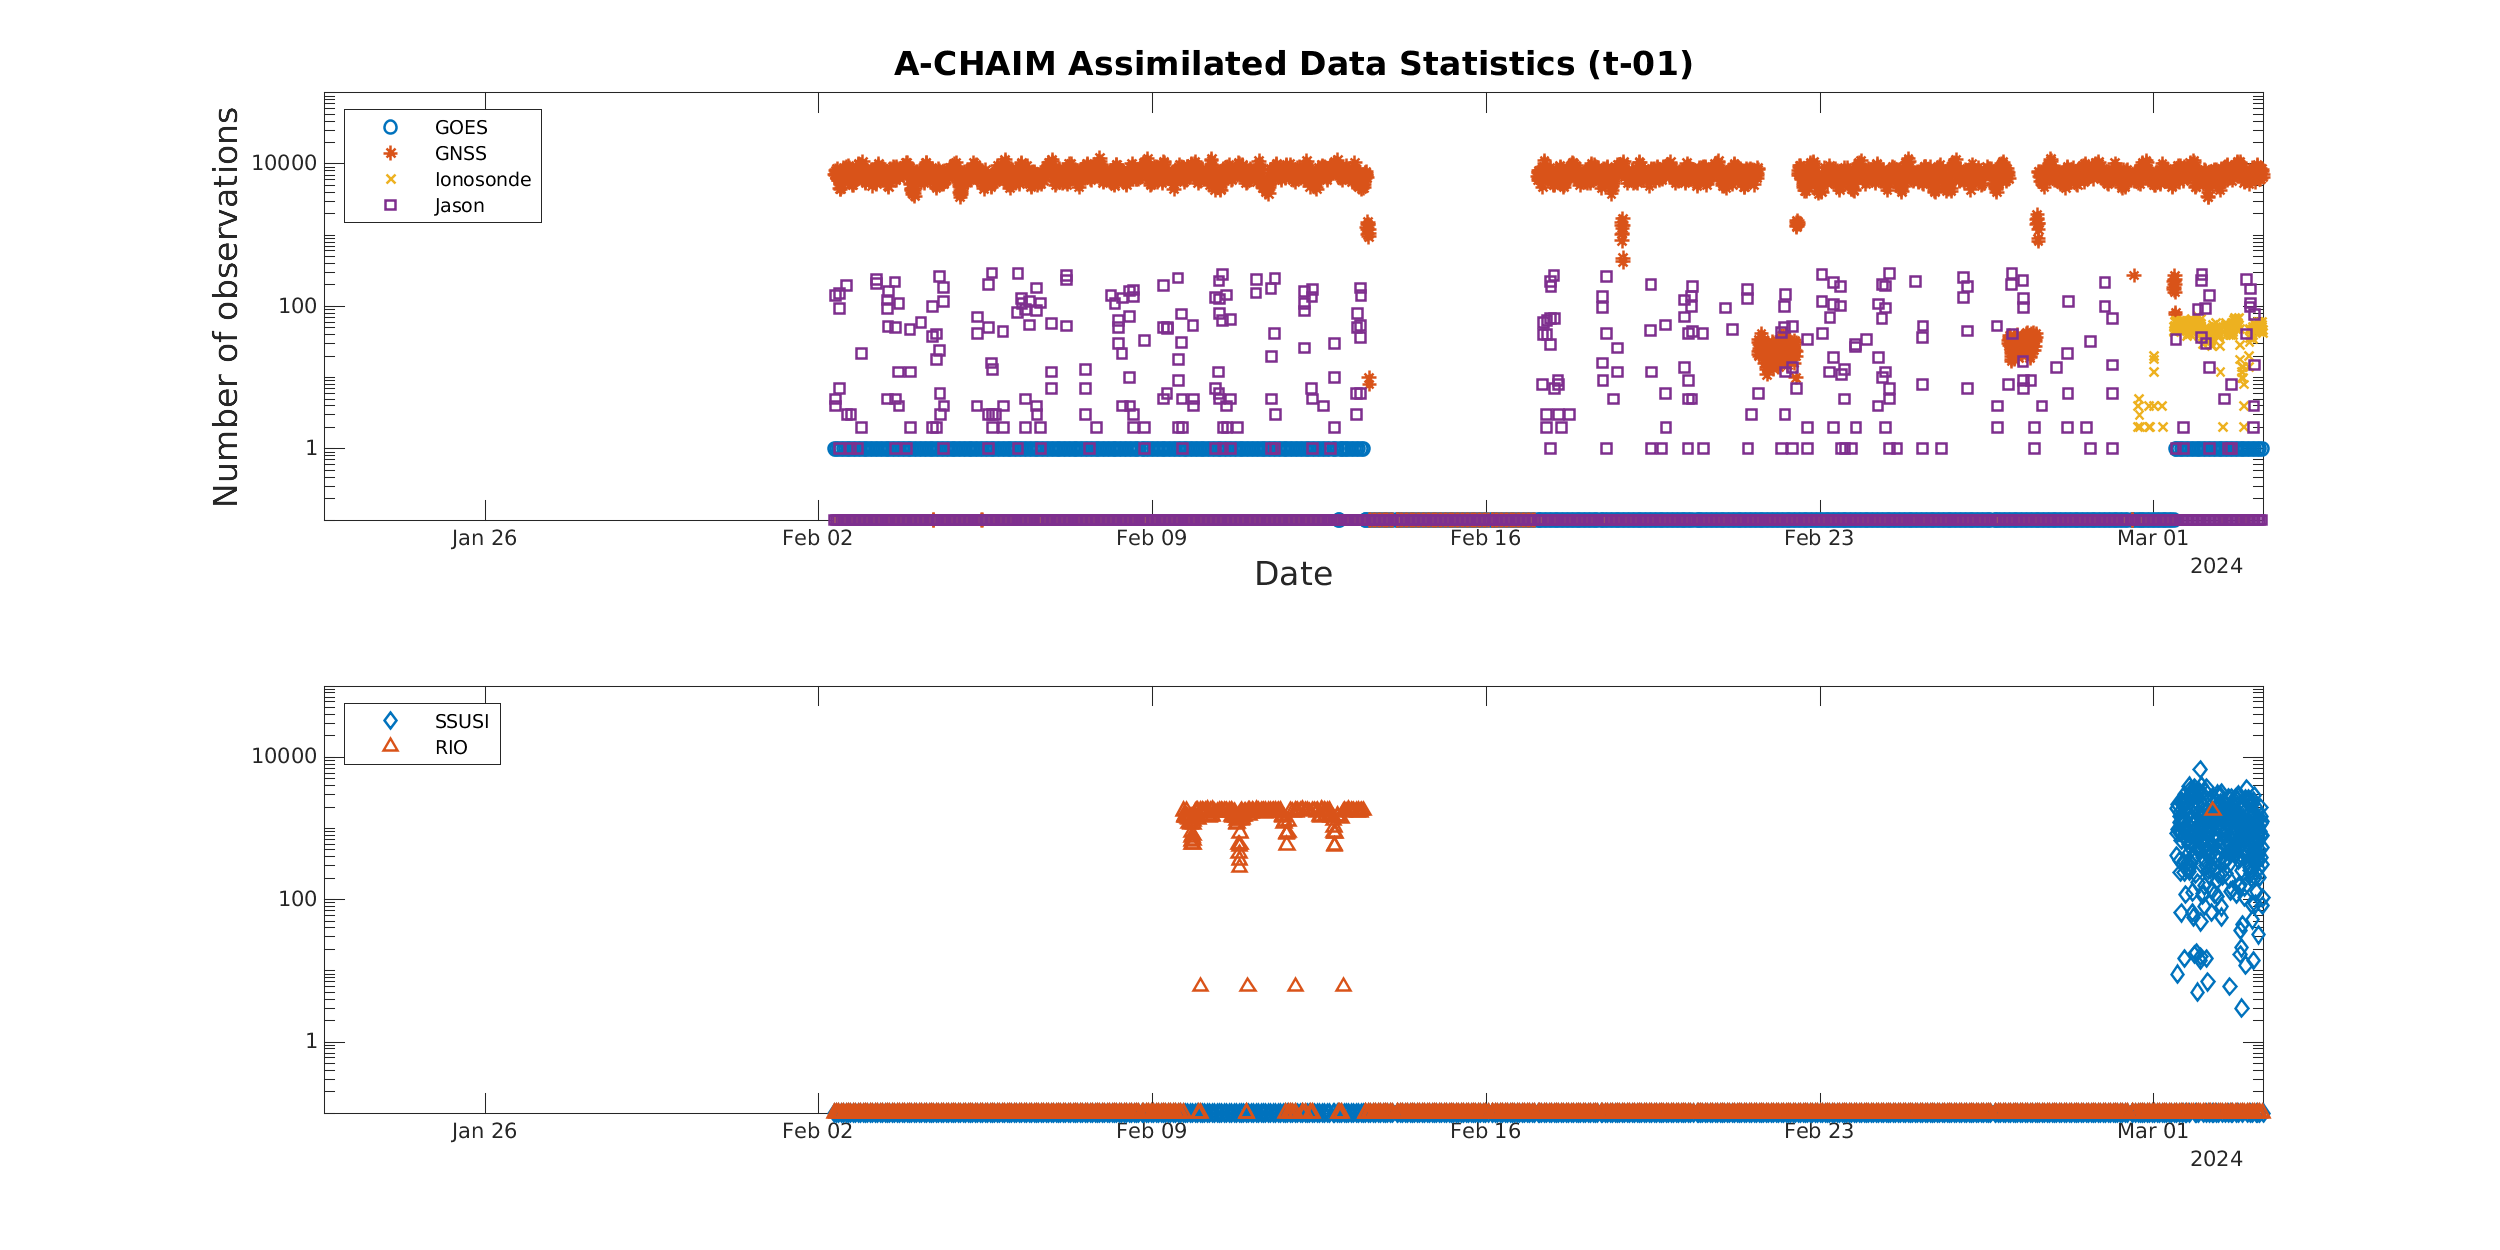 A-CHAIM Assimilated Data Statistics (t-01)
Number of observations
10000
100
1
GOES
GNSS
Ionosonde
Jason
Jan 26
Feb 02
Feb 09
Feb 16
Feb 23
Mar 01
2024
Date
10000
100
1
SSUSI
RIO
Jan 26
Feb 02
Feb 09
Feb 16
Feb 23
Mar 01
2024